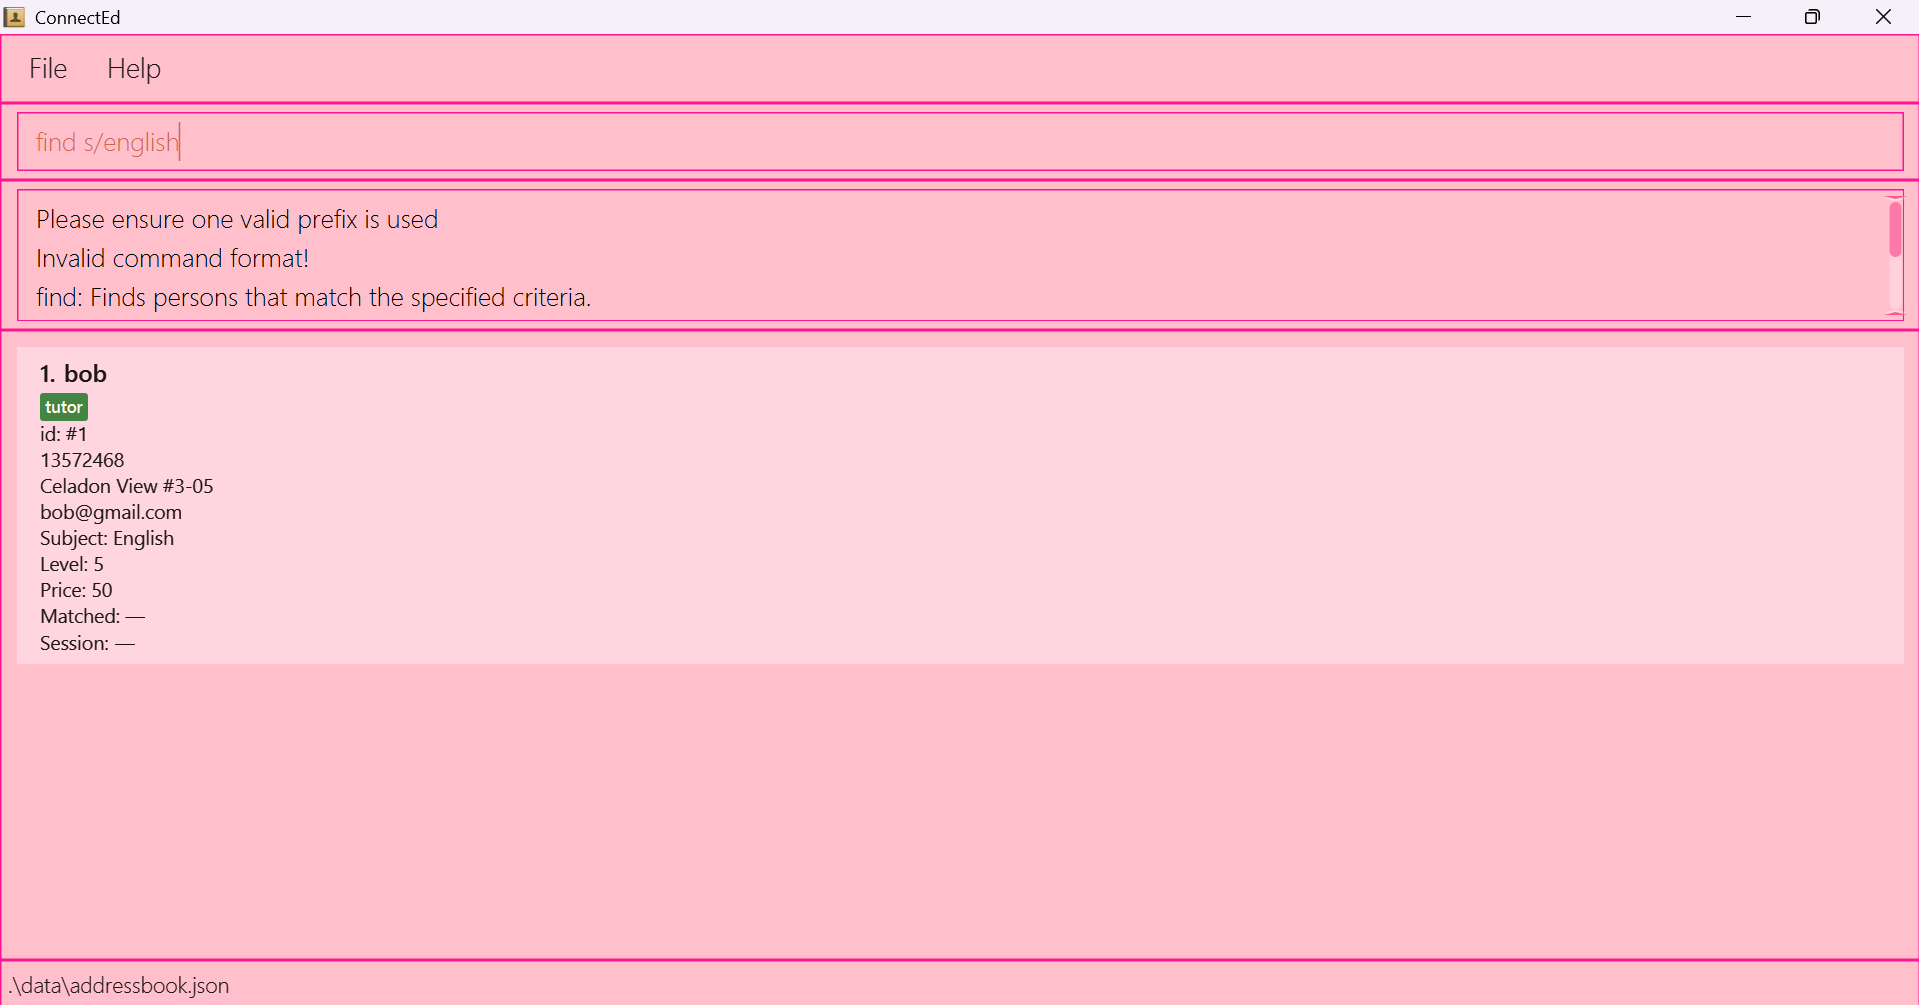 ConnectEd
File Help
find s/english
Please ensure one valid prefix is used
Invalid command format!
find: Finds persons that match the specified criteria.
1. bob
tutor
id: #1
13572468
Celadon View #3-05
bob@gmail.com
Subject: English
Level: 5
Price: 50
Matched: —
Session: —
.\data\addressbook.json